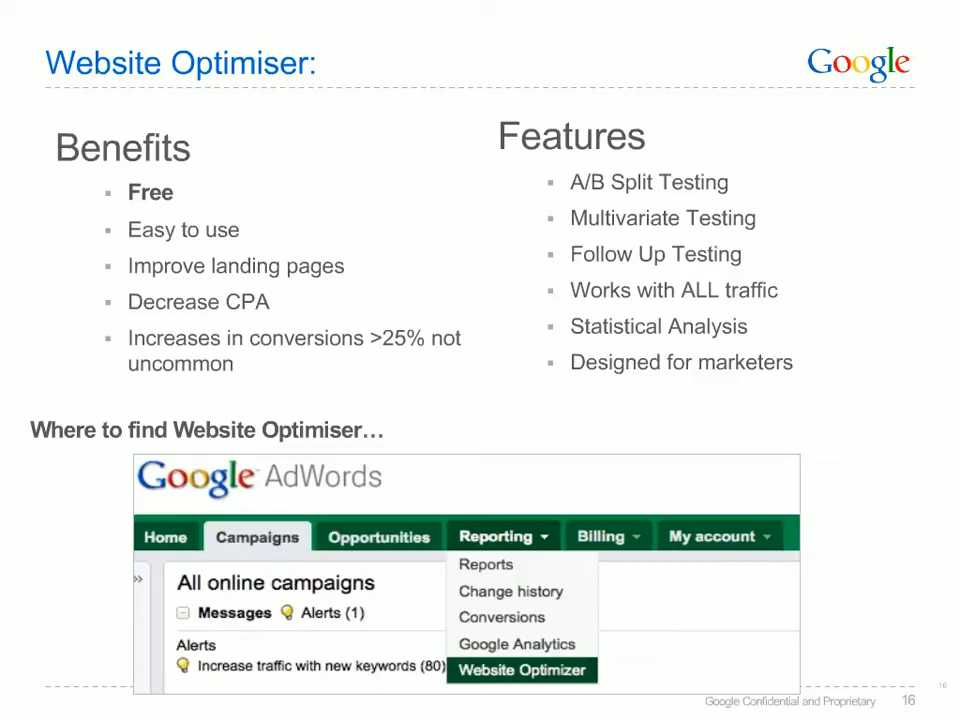 Website Optimiser:
Google
Benefits
Free
Easy to use
Improve landing pages
Decrease CPA
Increases in conversions >25% not
uncommon
Features
A/B Split Testing
Multivariate Testing
Follow Up Testing
Works with ALL traffic
Statistical Analysis
Designed for marketers
Where to find Website Optimiser…
Google™ AdWords
Home Campaigns Opportunities Reporting Billing My account
Reports
Change history
Conversions
Google Analytics
Website Optimizer
»
All online campaigns
Messages Alerts (1)
Alerts
Increase traffic with new keywords (80)
16
Google Confidential and Proprietary 16